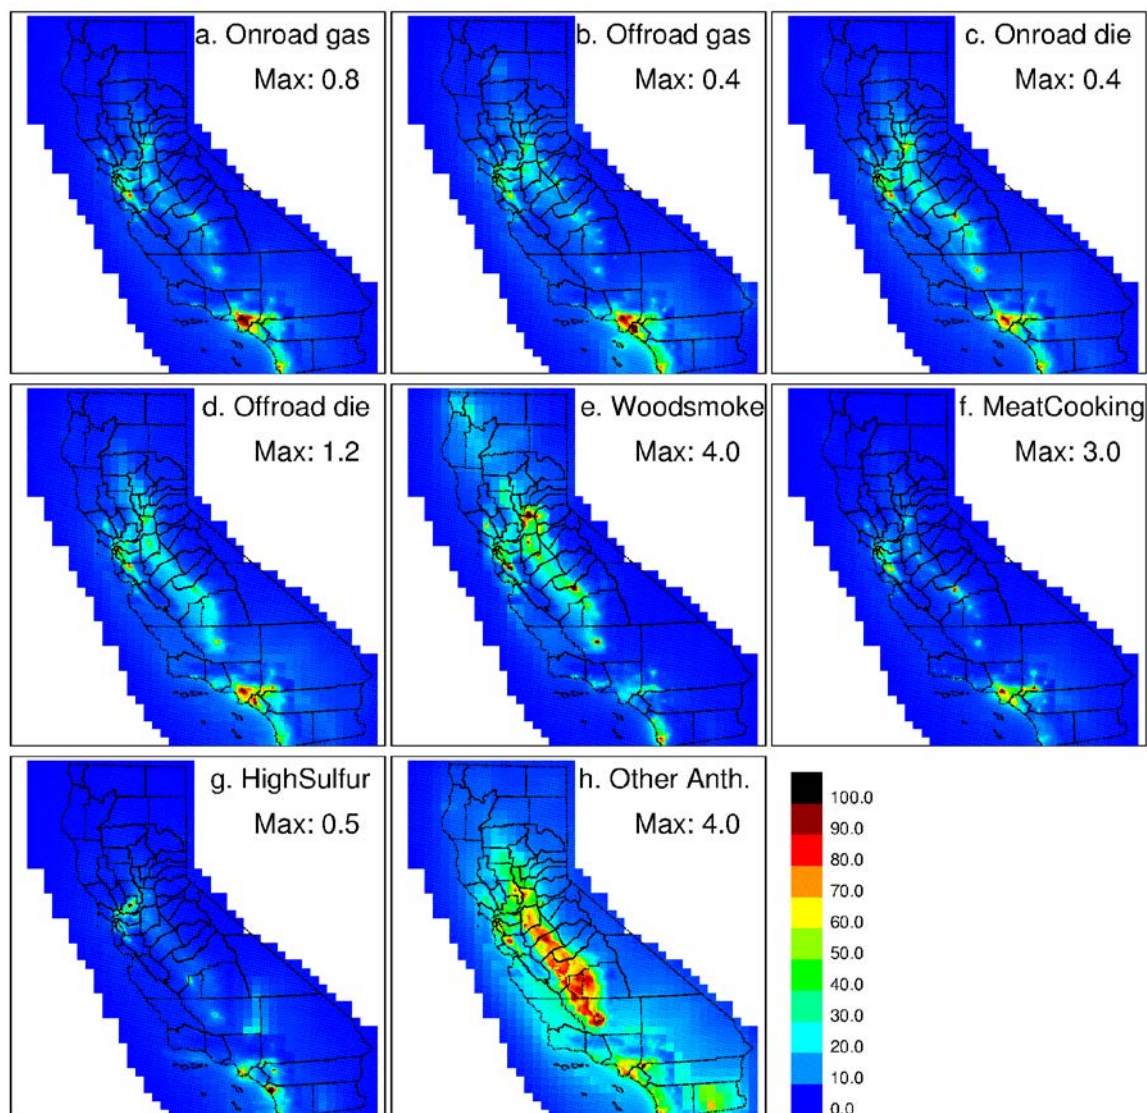 a. Onroad gas
Max: 0.8
b. Offroad gas
Max: 0.4
c. Onroad die
Max: 0.4
d. Offroad die
Max: 1.2
e. Woodsmoke
Max: 4.0
f. MeatCooking
Max: 3.0
g. HighSulfur
Max: 0.5
h. Other Anth.
Max: 4.0
100.0
90.0
80.0
70.0
60.0
50.0
40.0
30.0
20.0
10.0
0.0